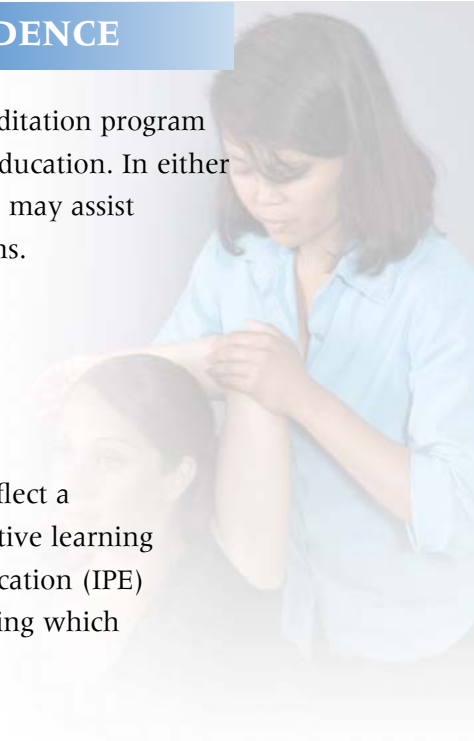 DENCE
ditation program
ducation. In either
may assist
ns.
flect a
tive learning
cation (IPE)
ing which